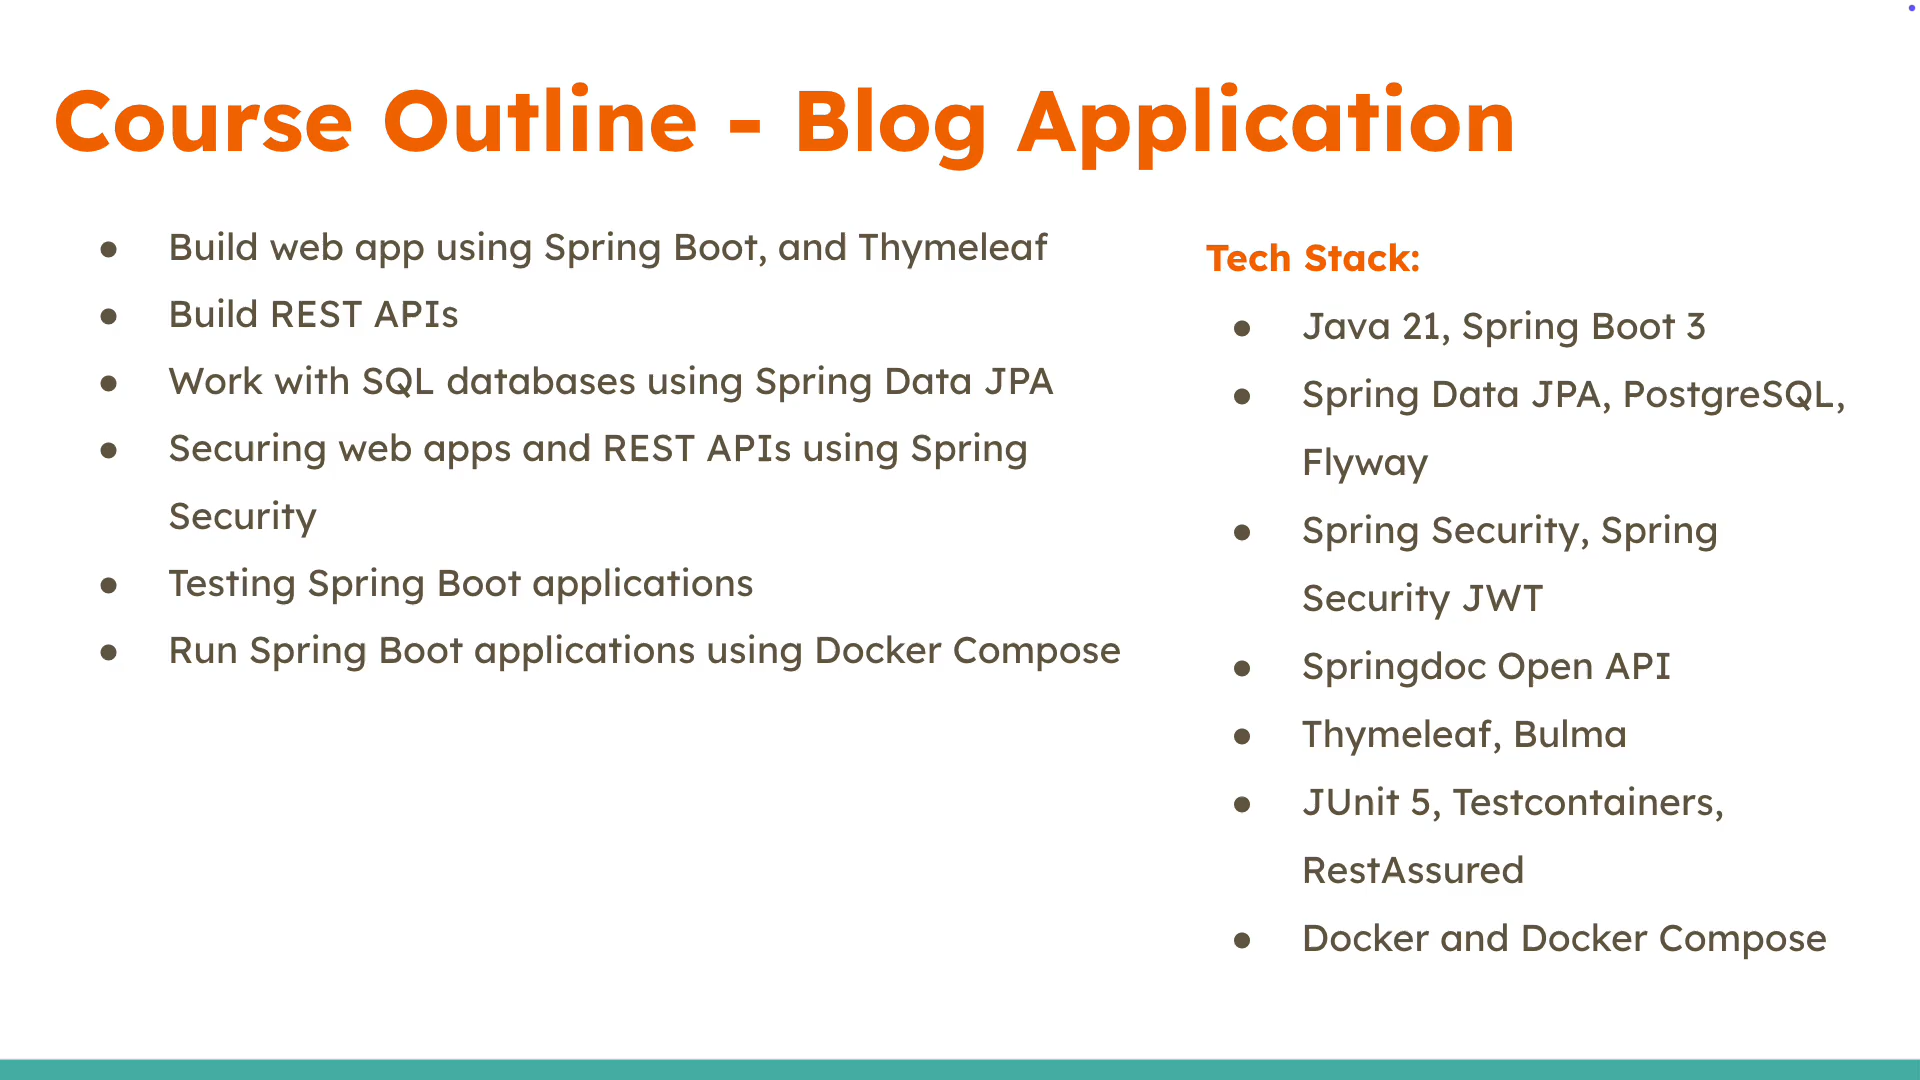 Course Outline - Blog Application
● Build web app using Spring Boot, and Thymeleaf
● Build REST APIs
● Work with SQL databases using Spring Data JPA
● Securing web apps and REST APIs using Spring
Security
● Testing Spring Boot applications
● Run Spring Boot applications using Docker Compose
Tech Stack:
● Java 21, Spring Boot 3
● Spring Data JPA, PostgreSQL,
Flyway
● Spring Security, Spring
Security JWT
● Springdoc Open API
● Thymeleaf, Bulma
● JUnit 5, Testcontainers,
RestAssured
● Docker and Docker Compose